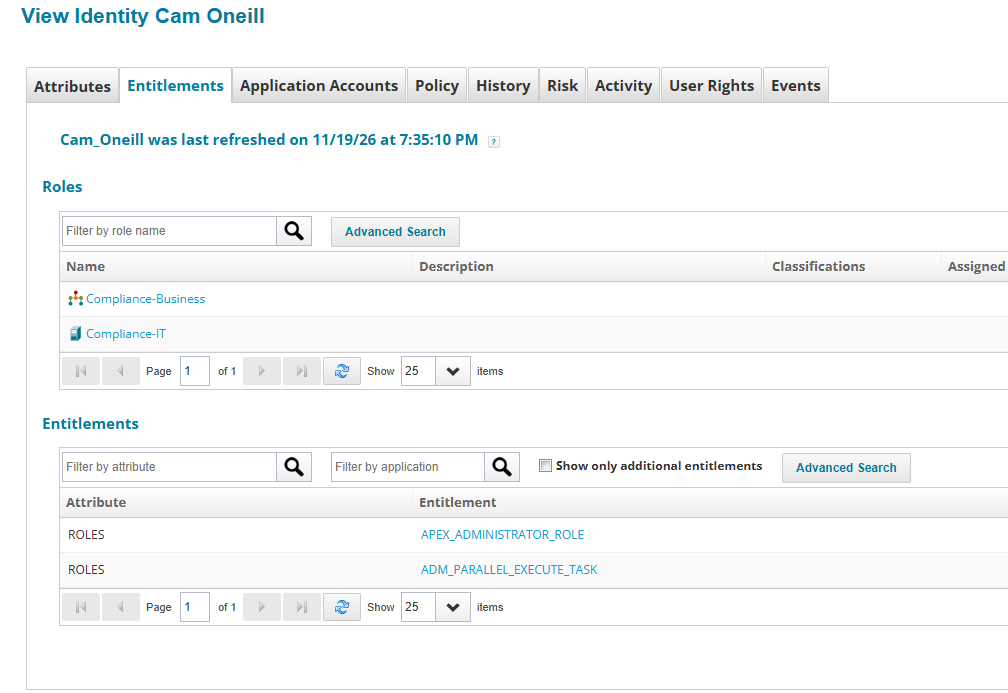 View Identity Cam Oneill
Attributes Entitlements Application Accounts Policy History Risk Activity User Rights Events
Cam_Oneill was last refreshed on 11/19/26 at 7:35:10 PM ?
Roles
Filter by role name Advanced Search
Name Description Classifications Assigned
Compliance-Business
Compliance-IT
Page 1 of 1 Show 25 items
Entitlements
Filter by attribute Filter by application Show only additional entitlements Advanced Search
Attribute Entitlement
ROLES APEX_ADMINISTRATOR_ROLE
ROLES ADM_PARALLEL_EXECUTE_TASK
Page 1 of 1 Show 25 items